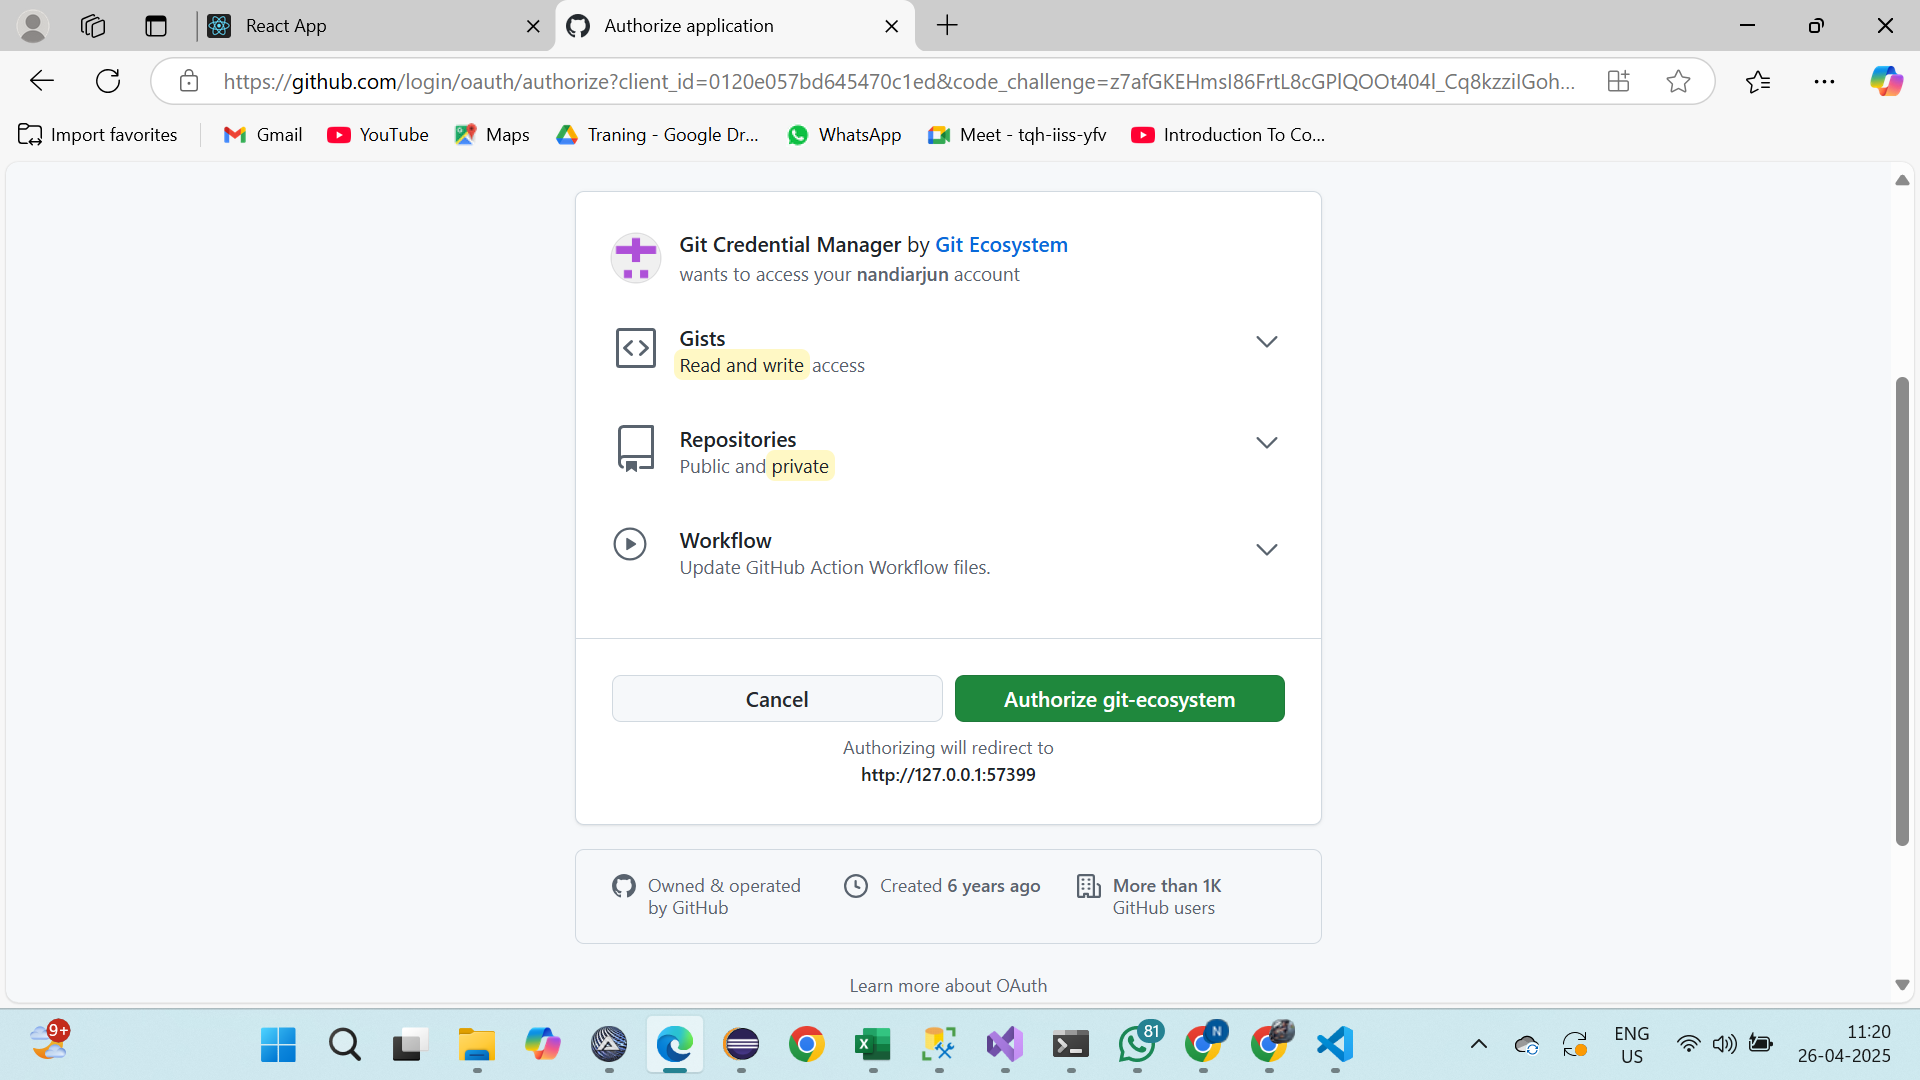 React App
Authorize application
https://github.com/login/oauth/authorize?client_id=0120e057bd645470c1ed&code_challenge=z7afGKEHmsI86FrtL8cGPlQOOt404l_Cq8kzziIGoh...
Import favorites
Gmail
YouTube
Maps
Traning - Google Dr...
WhatsApp
Meet - tqh-iiss-yfv
Introduction To Co...
Git Credential Manager by Git Ecosystem
wants to access your nandiarjun account
Gists
Read and write access
Repositories
Public and private
Workflow
Update GitHub Action Workflow files.
Cancel
Authorize git-ecosystem
Authorizing will redirect to
http://127.0.0.1:57399
Owned & operated
by GitHub
Created 6 years ago
More than 1K
GitHub users
Learn more about OAuth
9+
81
N
ENG
US
11:20
26-04-2025